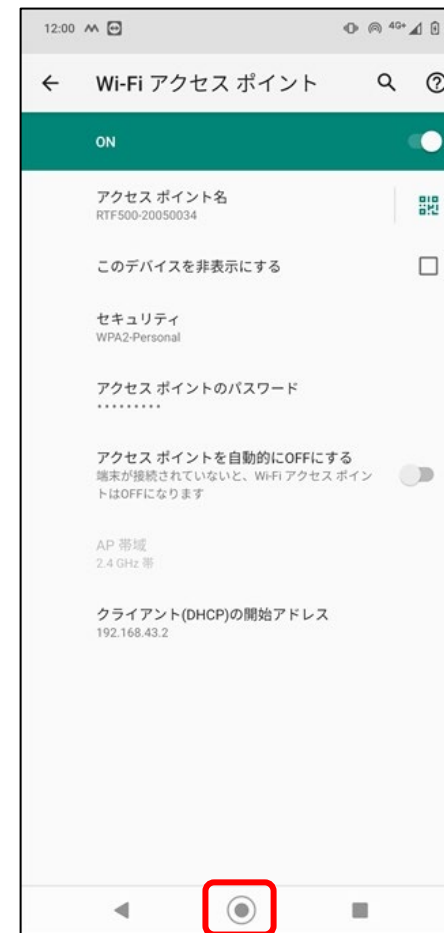 12:00
4G+
Wi-Fi アクセス ポイント
ON
アクセス ポイント名
RTF500-20050034
このデバイスを非表示にする
セキュリティ
WPA2-Personal
アクセス ポイントのパスワード
•••••••••
アクセス ポイントを自動的にOFFにする
端末が接続されていないと、Wi-Fi アクセス ポイン
トはOFFになります
AP 帯域
2.4 GHz 帯
クライアント(DHCP)の開始アドレス
192.168.43.2